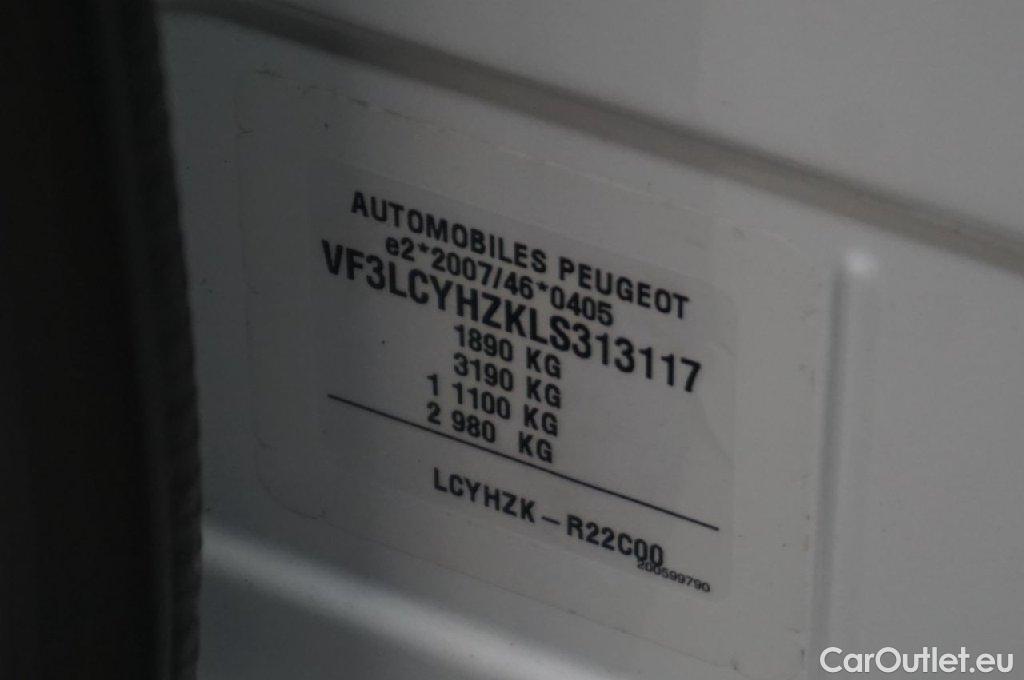 AUTOMOBILES PEUGEOT
e2*2007/46*0405
VF3LCYHZKLS313117
1890 KG
3190 KG
1 1100 KG
2 980 KG
LCYHZK – R22C00
200599790
CarOutlet.eu